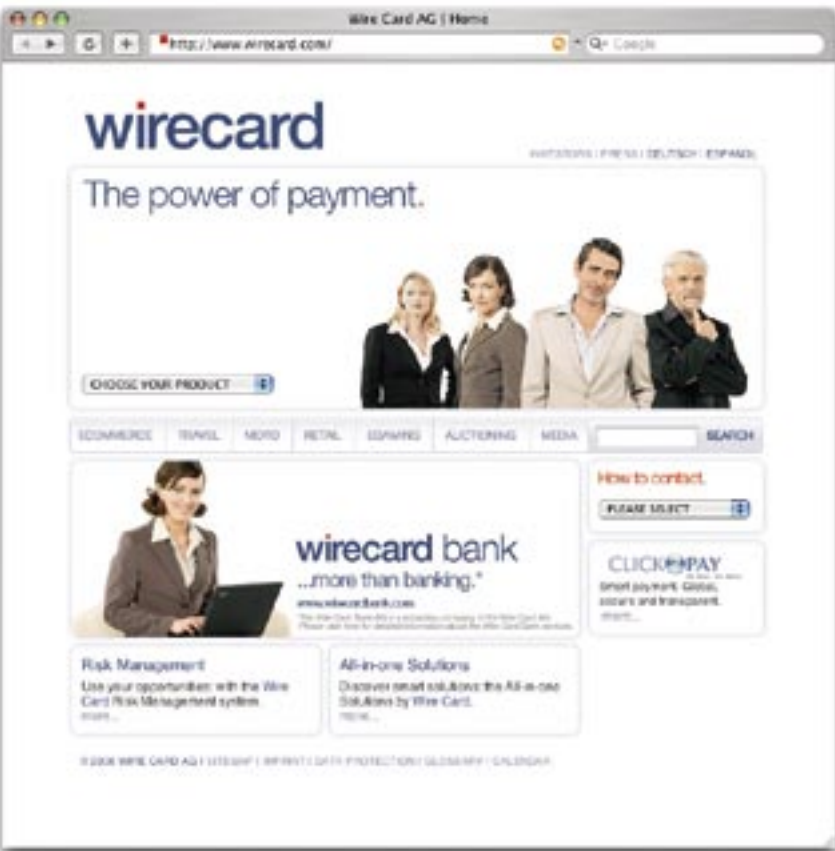 Wire Card AG | Home
http://www.wirecard.com/
Google
wirecard
INVESTORS | PRESS | DEUTSCH | ESPANOL
The power of payment.
CHOOSE YOUR PRODUCT
ECOMMERCE TRAVEL MOTO RETAIL EGAMING AUCTIONING MEDIA SEARCH
wirecard bank
...more than banking.*
www.wirecardbank.com
How to contact.
PLEASE SELECT
CLICK2PAY
Smart payment. Global,
secure and transparent.
more...
Risk Management
Use your opportunities: with the Wire
Card Risk Management system.
more...
All-in-one Solutions
Discover smart solutions: the All-in-one
Solutions by Wire Card.
more...
WIRE CARD AG | SITEMAP | IMPRINT | DATA PROTECTION | GLOSSARY | CALENDAR